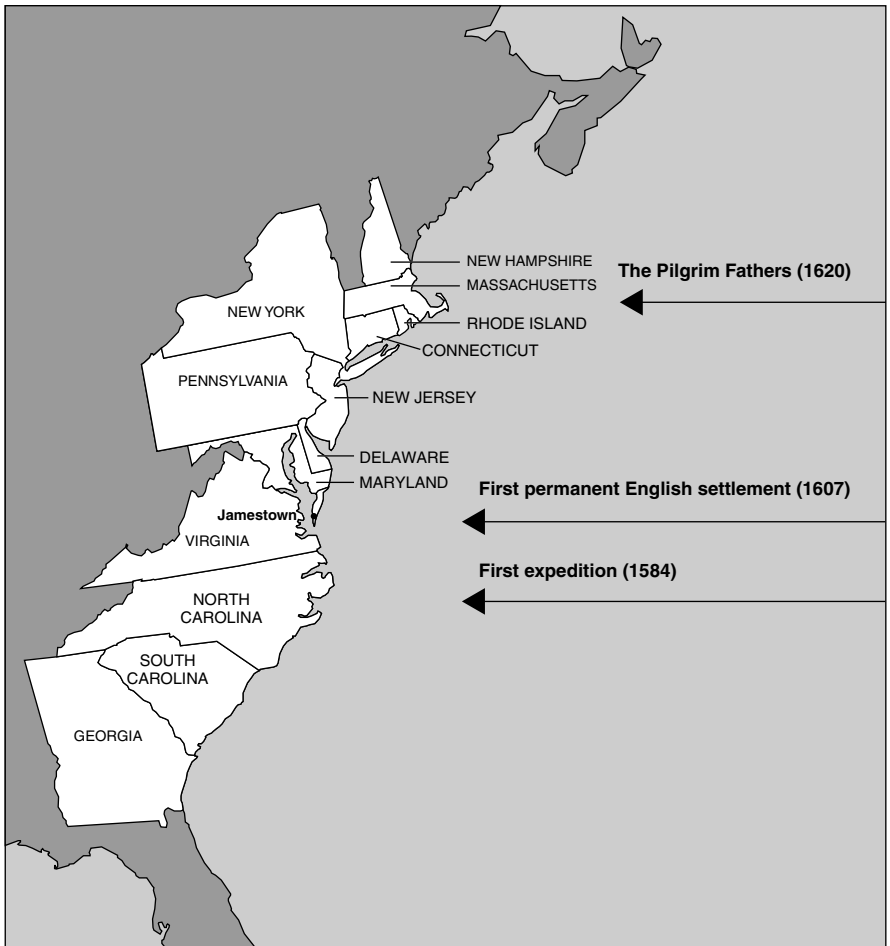 NEW HAMPSHIRE
The Pilgrim Fathers (1620)
MASSACHUSETTS
NEW YORK
RHODE ISLAND
CONNECTICUT
PENNSYLVANIA
NEW JERSEY
DELAWARE
MARYLAND
First permanent English settlement (1607)
Jamestown
VIRGINIA
First expedition (1584)
NORTH
CAROLINA
SOUTH
CAROLINA
GEORGIA